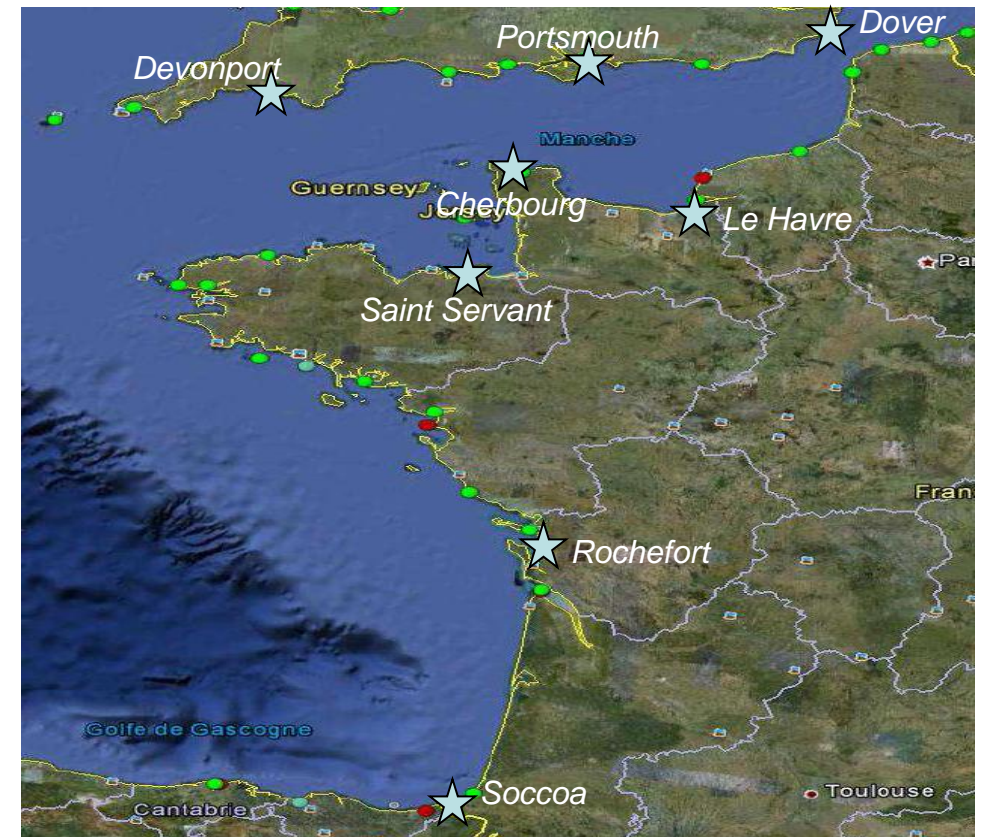 Dover
Portsmouth
Devonport
Manche
Guernsey
Jersey
Cherbourg
Le Havre
Pa
Saint Servant
Fran
Rochefort
Golfe de Gascogne
Soccoa
Toulouse
Cantabrie